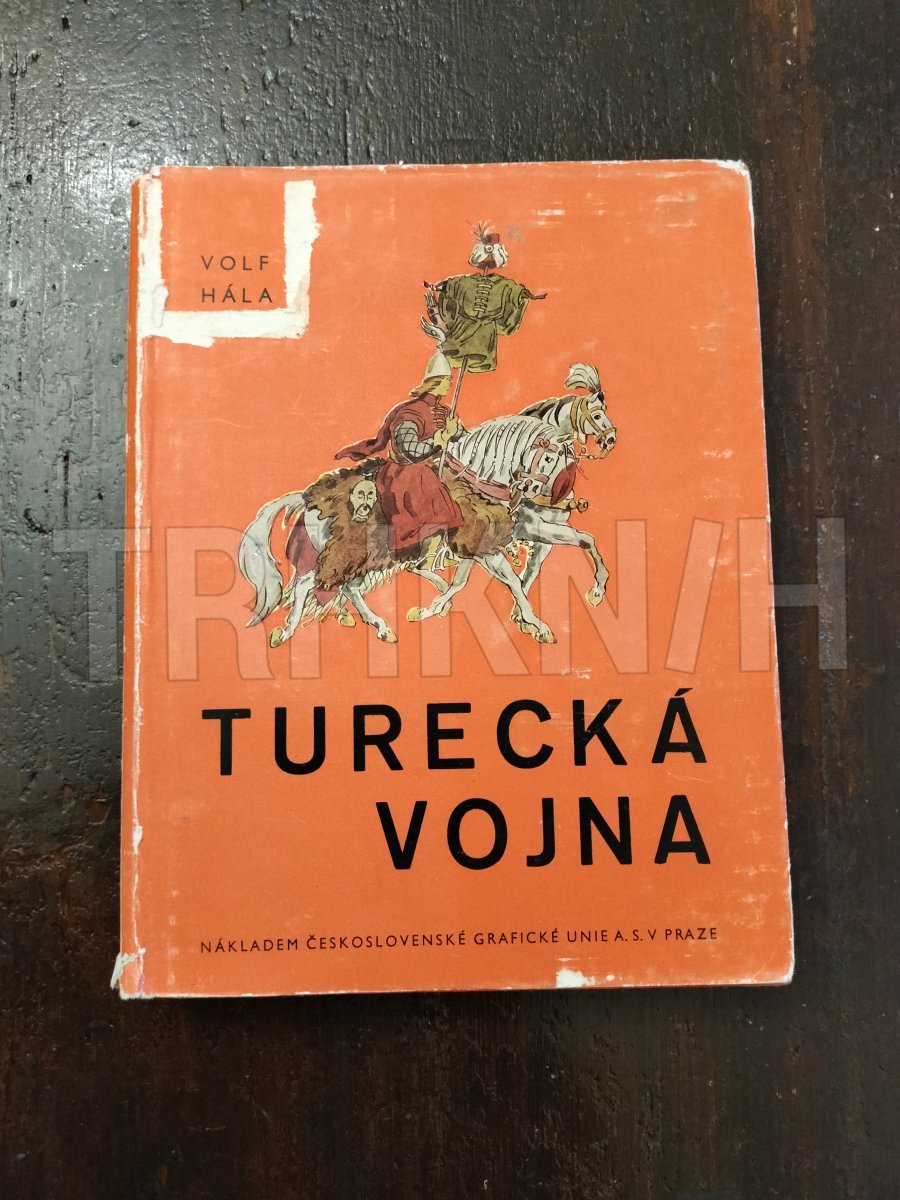 VOLF
HÁLA
TURECKÁ
VOJNA
NÁKLADEM ČESKOSLOVENSKÉ GRAFICKÉ UNIE A. S. V PRAZE